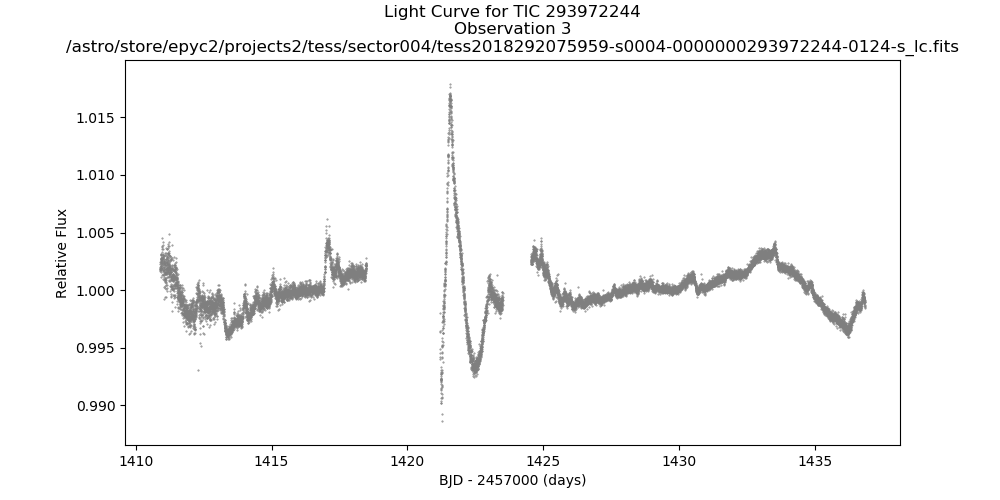 Light Curve for TIC 293972244
Observation 3
/astro/store/epyc2/projects2/tess/sector004/tess2018292075959-s0004-0000000293972244-0124-s_lc.fits
1.015
1.010
1.005
1.000
0.995
0.990
Relative Flux
1410 1415 1420 1425 1430 1435
BJD - 2457000 (days)